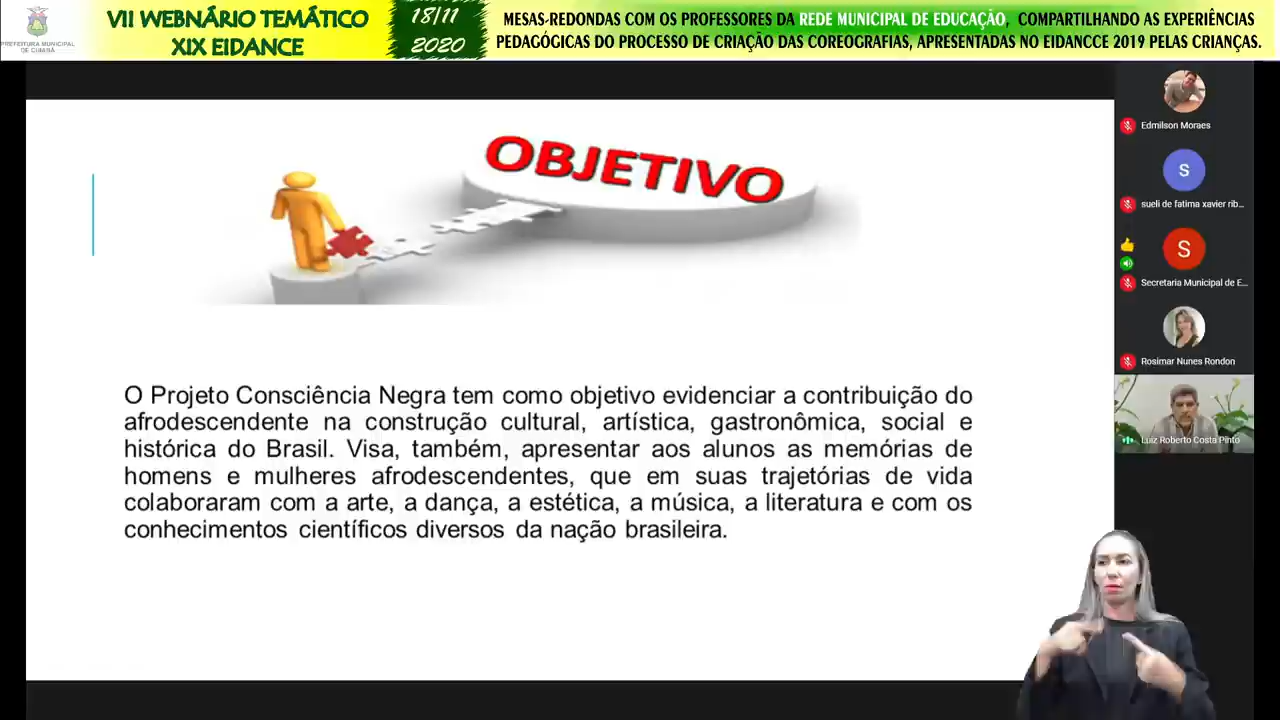 PREFEITURA MUNICIPAL
DE CUIABÁ
VII WEBNÁRIO TEMÁTICO
XIX EIDANCE
18/11
2020
MESAS-REDONDAS COM OS PROFESSORES DA REDE MUNICIPAL DE EDUCAÇÃO, COMPARTILHANDO AS EXPERIÊNCIAS
PEDAGÓGICAS DO PROCESSO DE CRIAÇÃO DAS COREOGRAFIAS, APRESENTADAS NO EIDANCCE 2019 PELAS CRIANÇAS.
OBJETIVO
O Projeto Consciência Negra tem como objetivo evidenciar a contribuição do
afrodescendente na construção cultural, artística, gastronômica, social e
histórica do Brasil. Visa, também, apresentar aos alunos as memórias de
homens e mulheres afrodescendentes, que em suas trajetórias de vida
colaboraram com a arte, a dança, a estética, a música, a literatura e com os
conhecimentos científicos diversos da nação brasileira.
Edmilson Moraes
S
sueli de fatima xavier rib...
S
Secretaria Municipal de E...
Rosimar Nunes Rondon
Luiz Roberto Costa Pinto